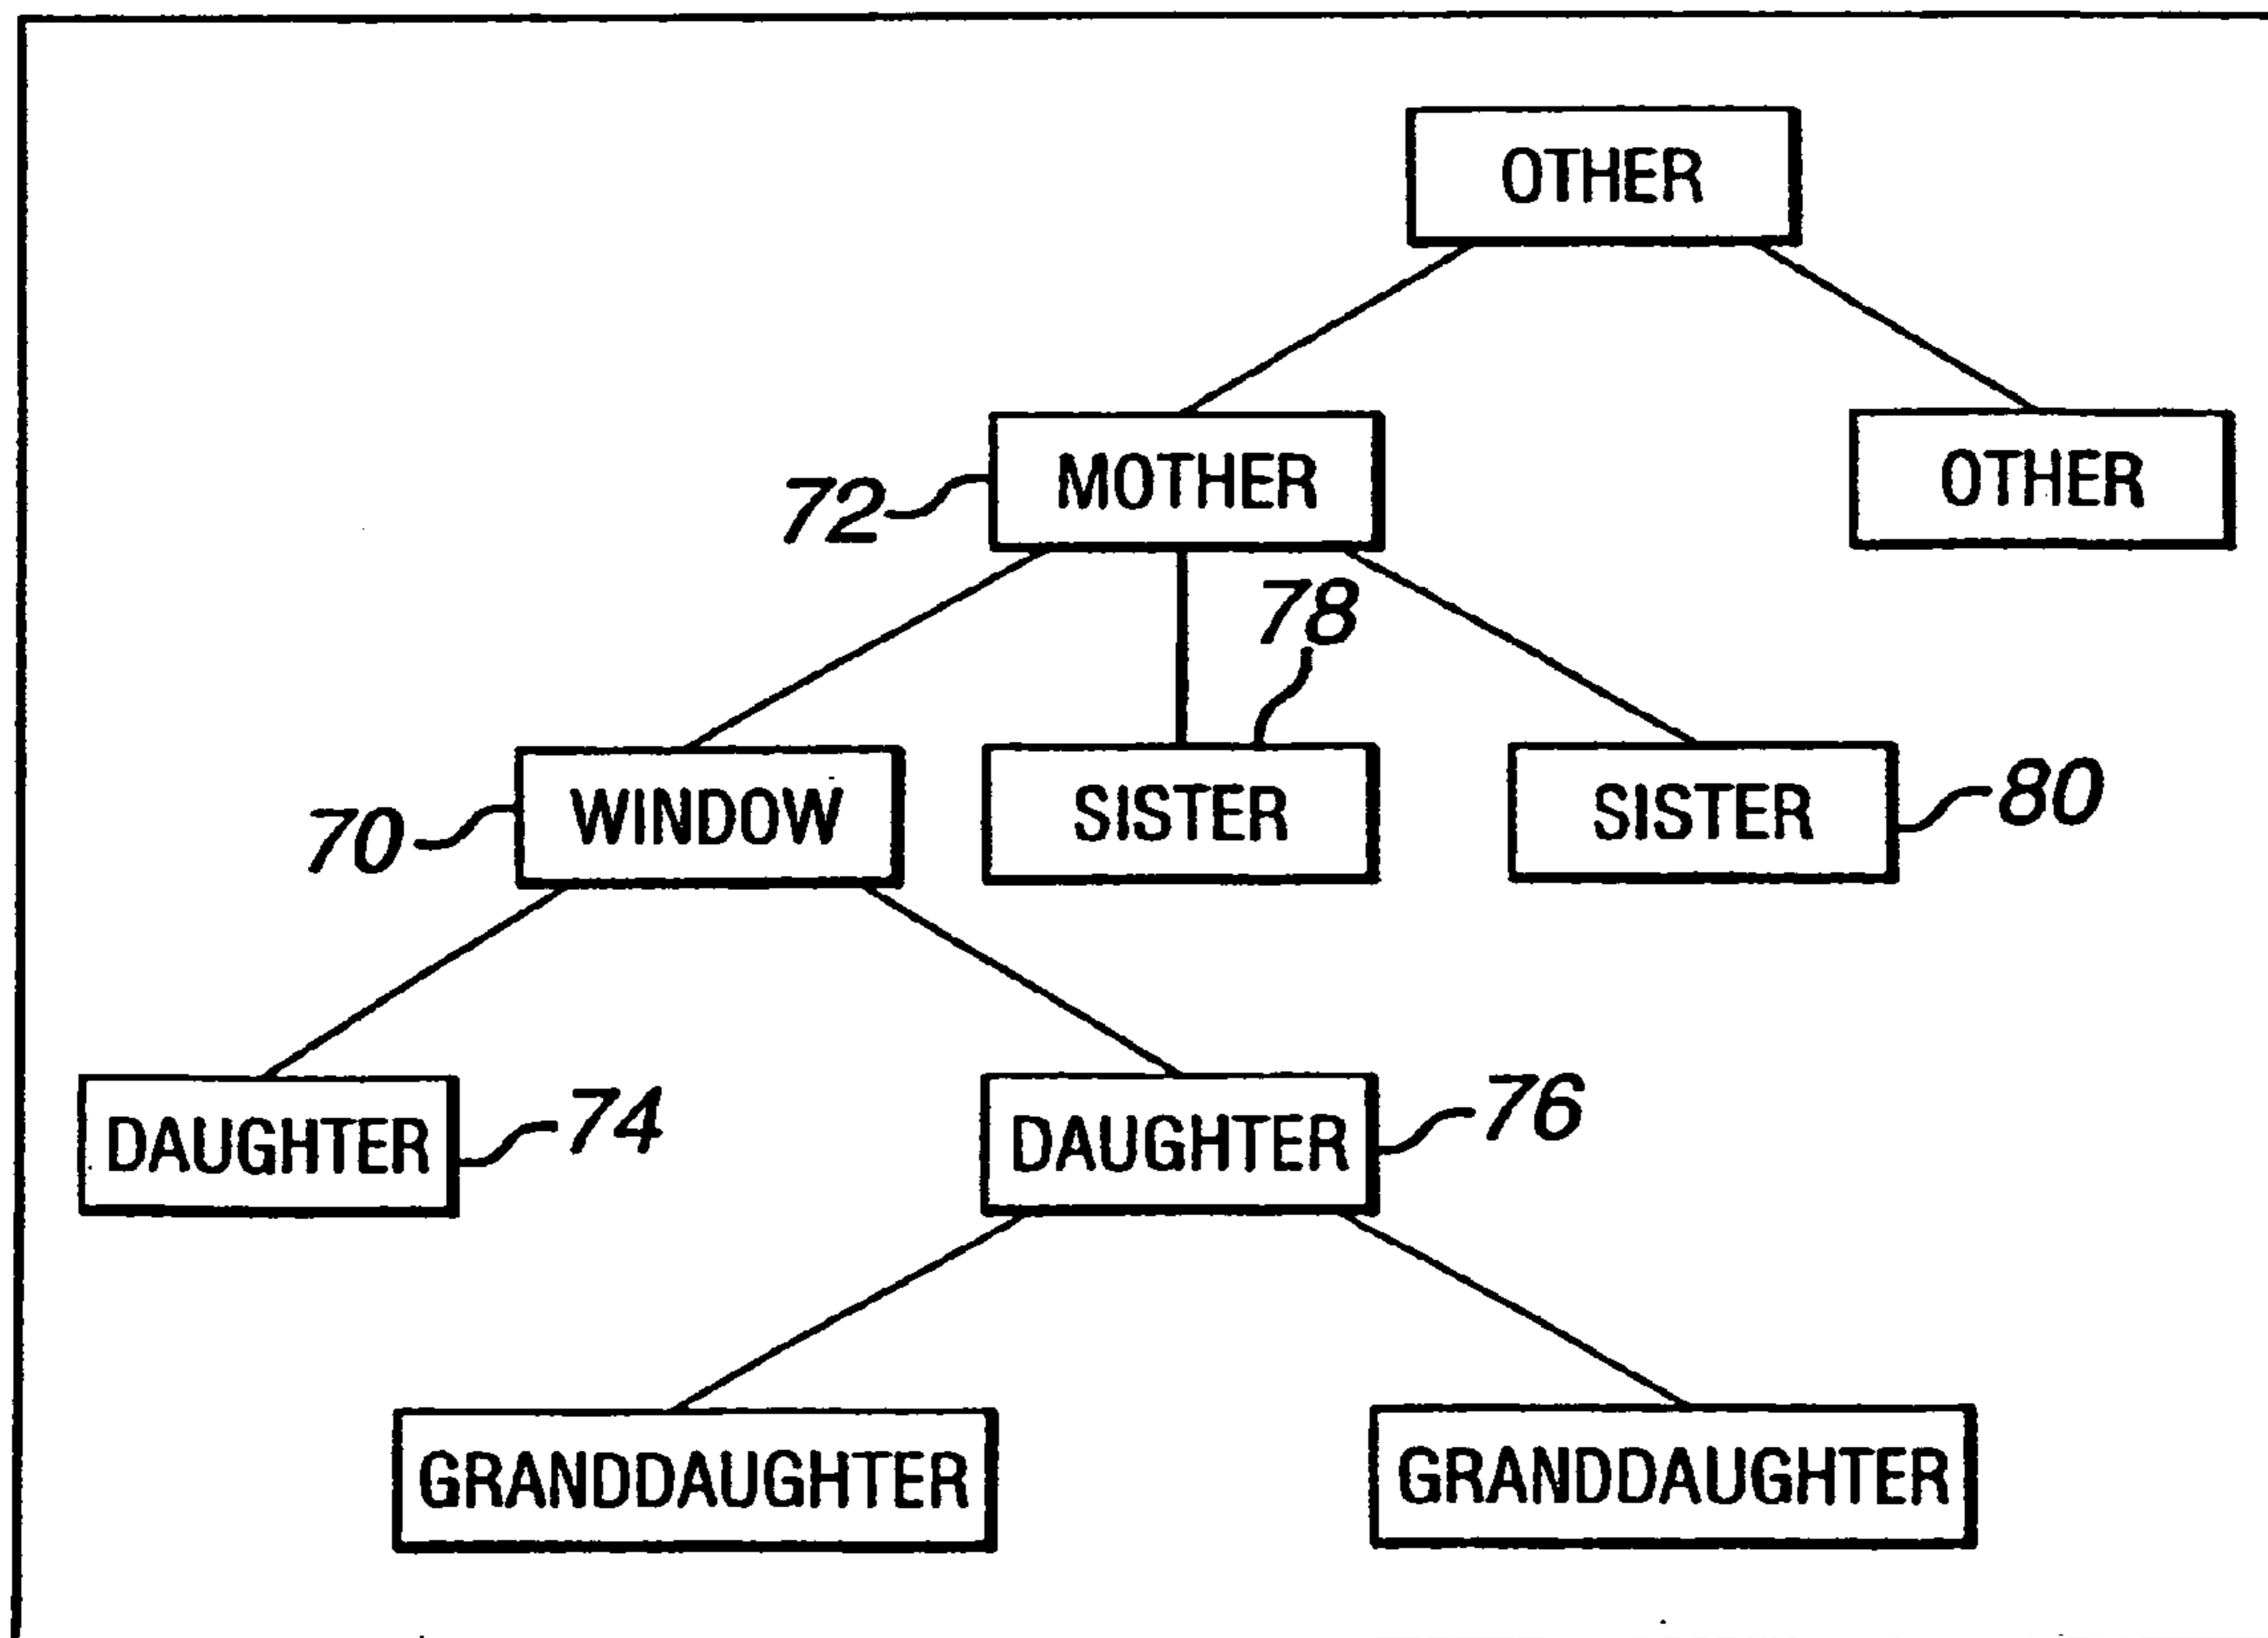 OTHER
72 MOTHER
OTHER
78
70 WINDOW
SISTER
SISTER 80
DAUGHTER 74
DAUGHTER 76
GRANDDAUGHTER
GRANDDAUGHTER